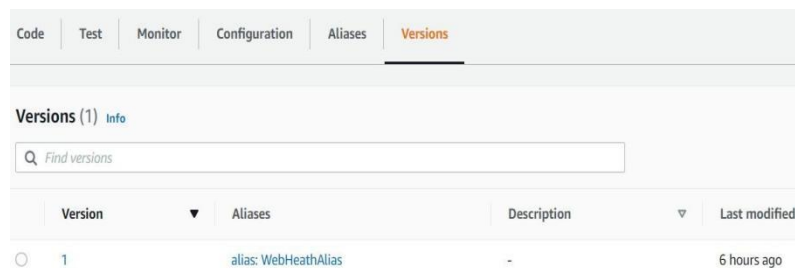 Code Test Monitor Configuration Aliases Versions
Versions (1) Info
Find versions
Version Aliases Description Last modified
1 alias: WebHeathAlias - 6 hours ago